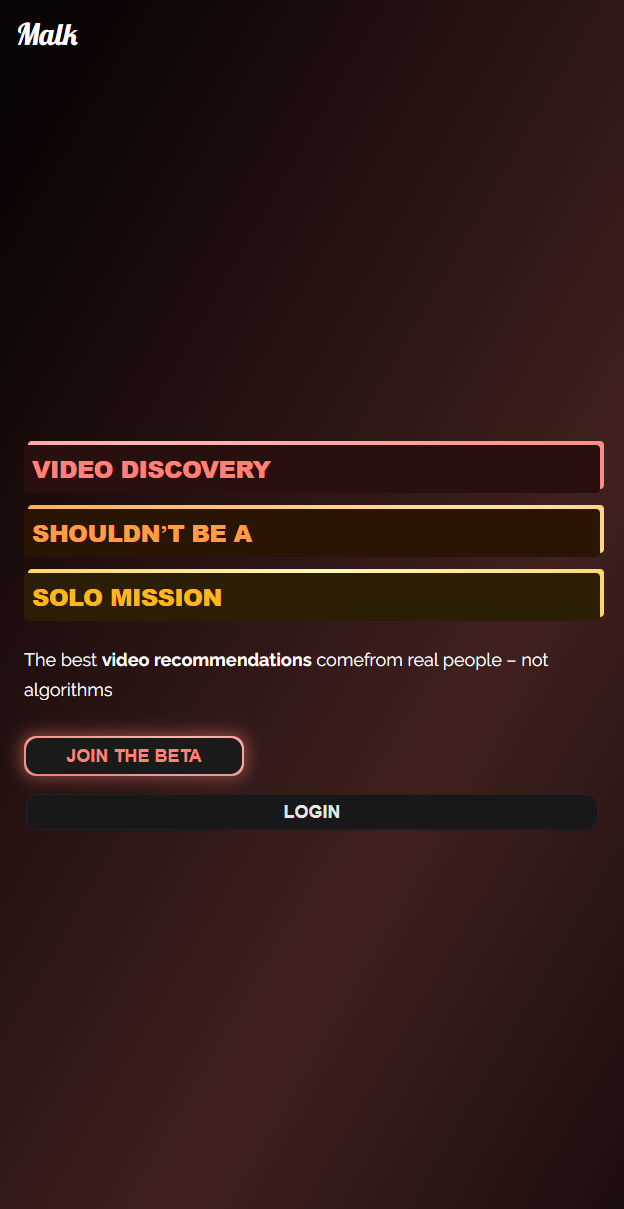 Malk
VIDEO DISCOVERY
SHOULDN’T BE A
SOLO MISSION
The best video recommendations comefrom real people – not
algorithms
JOIN THE BETA
LOGIN